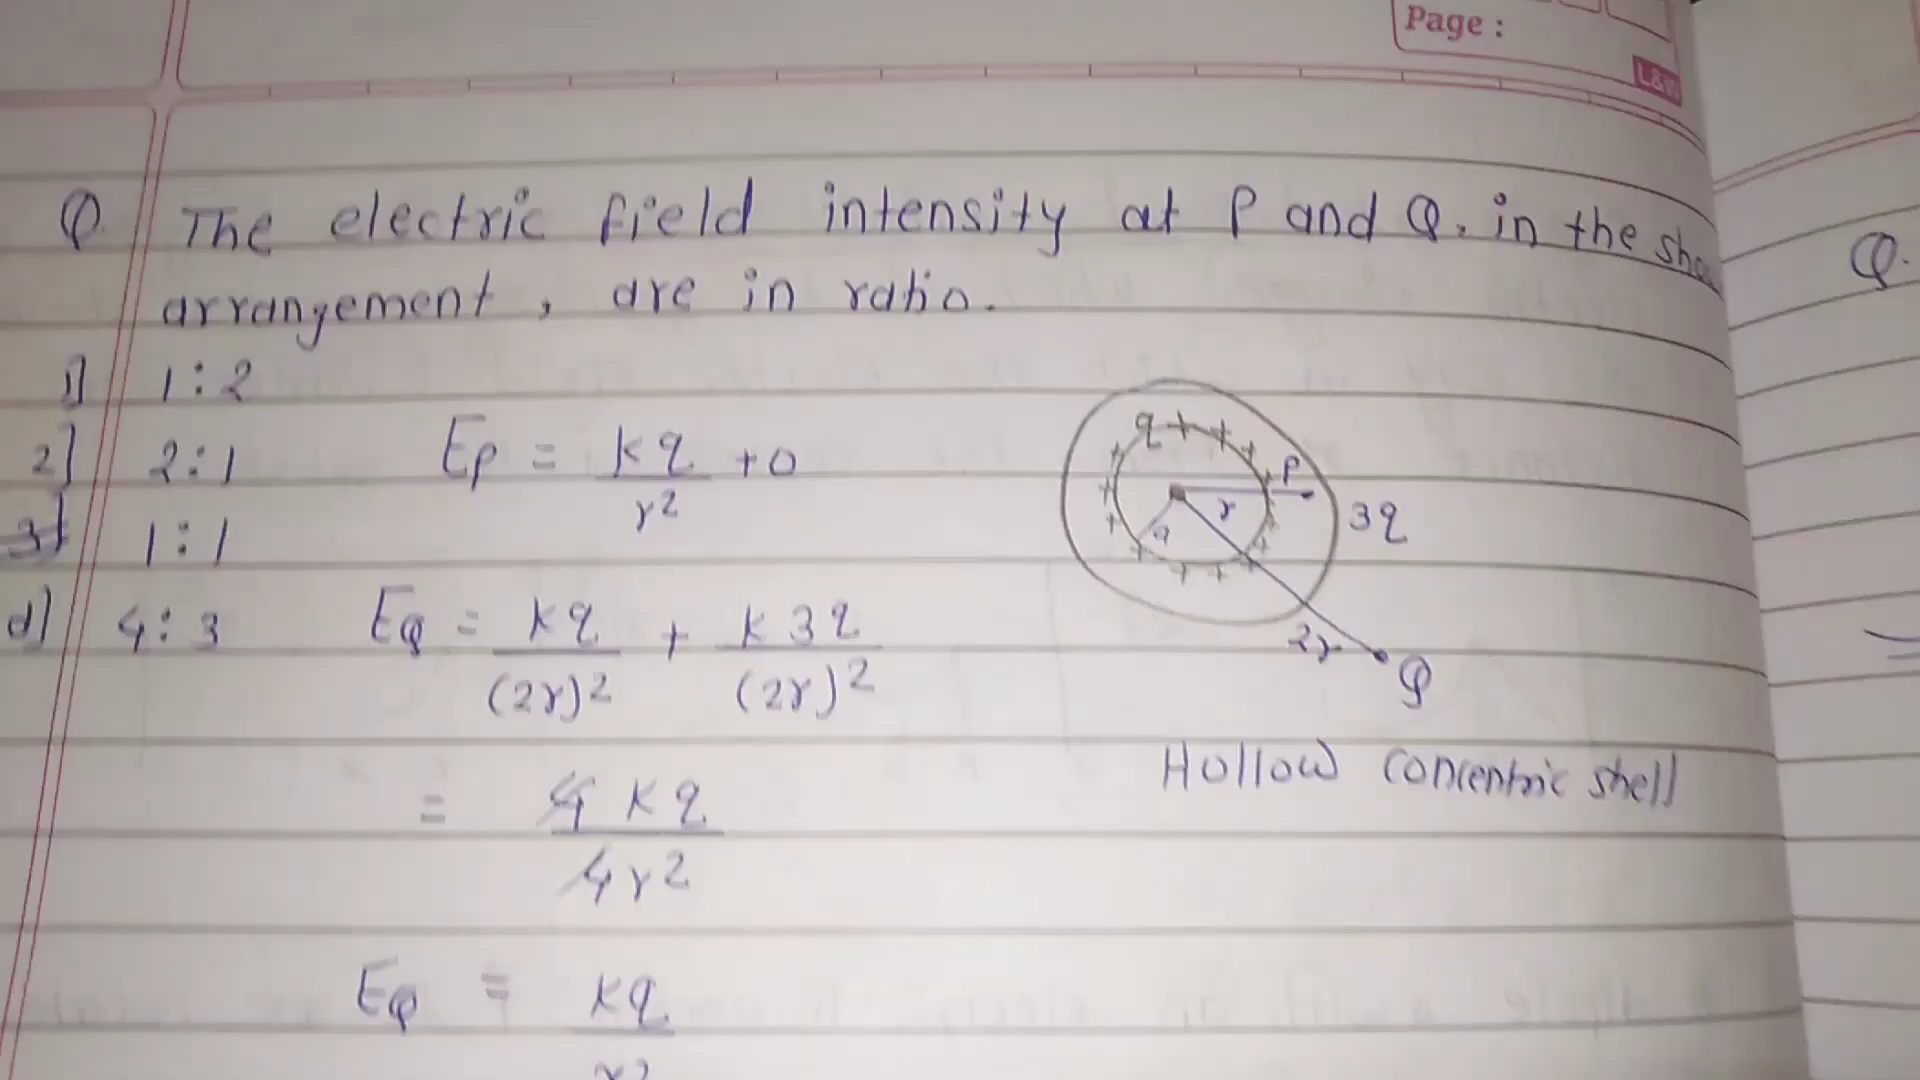 Page :
L&W
Q. The electric field intensity at P and Q, in the
arrangement, are in ratio.
1) 1:2
2) 2:1
3) 1:1
d) 4:3
Ep = kq/r² + 0
EQ = kq/(2r)² + k3q/(2r)²
= 4kq/4r²
EQ = kq/r²
q
P
r
a
3q
2r
Q
Hollow concentric shell
Q.